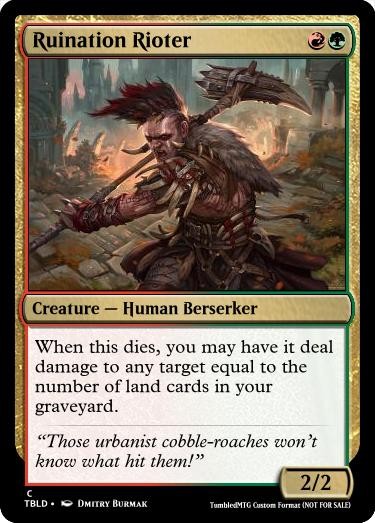 Ruination Rioter
Creature — Human Berserker
When this dies, you may have it deal
damage to any target equal to the
number of land cards in your
graveyard.
“Those urbanist cobble-roaches won’t
know what hit them!”
2/2
C
TBLD • Dmitry Burmak
TumbledMTG Custom Format (NOT FOR SALE)